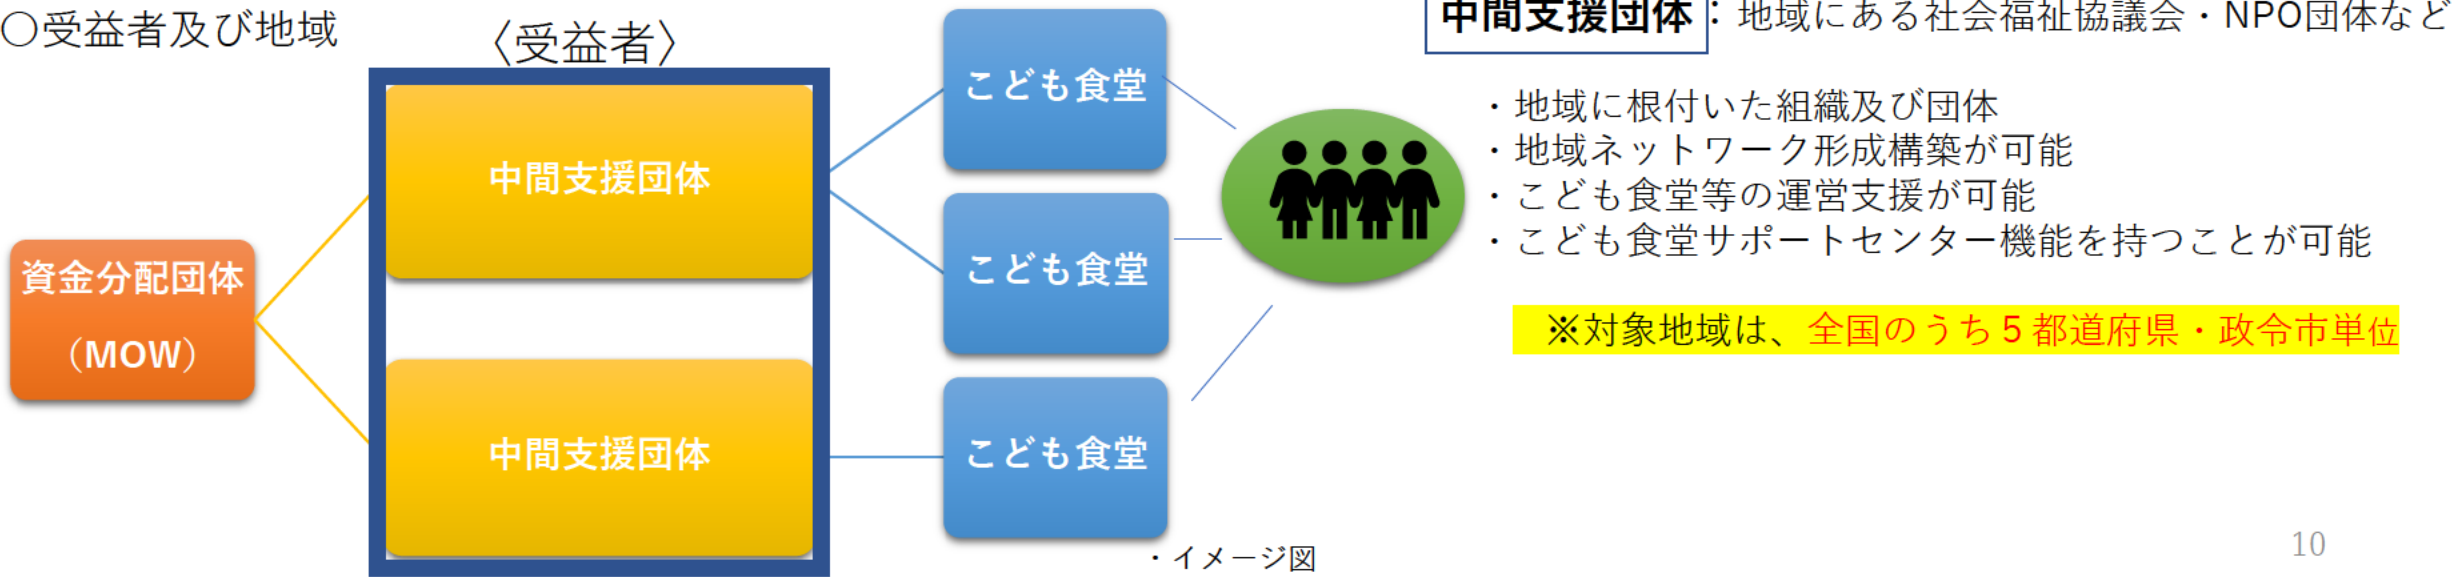 〇受益者及び地域
〈受益者〉
資金分配団体
（MOW）
中間支援団体
中間支援団体
こども食堂
こども食堂
こども食堂
・イメージ図
中間支援団体：地域にある社会福祉協議会・NPO団体など
・地域に根付いた組織及び団体
・地域ネットワーク形成構築が可能
・こども食堂等の運営支援が可能
・こども食堂サポートセンター機能を持つことが可能
※対象地域は、全国のうち５都道府県・政令市単位
10